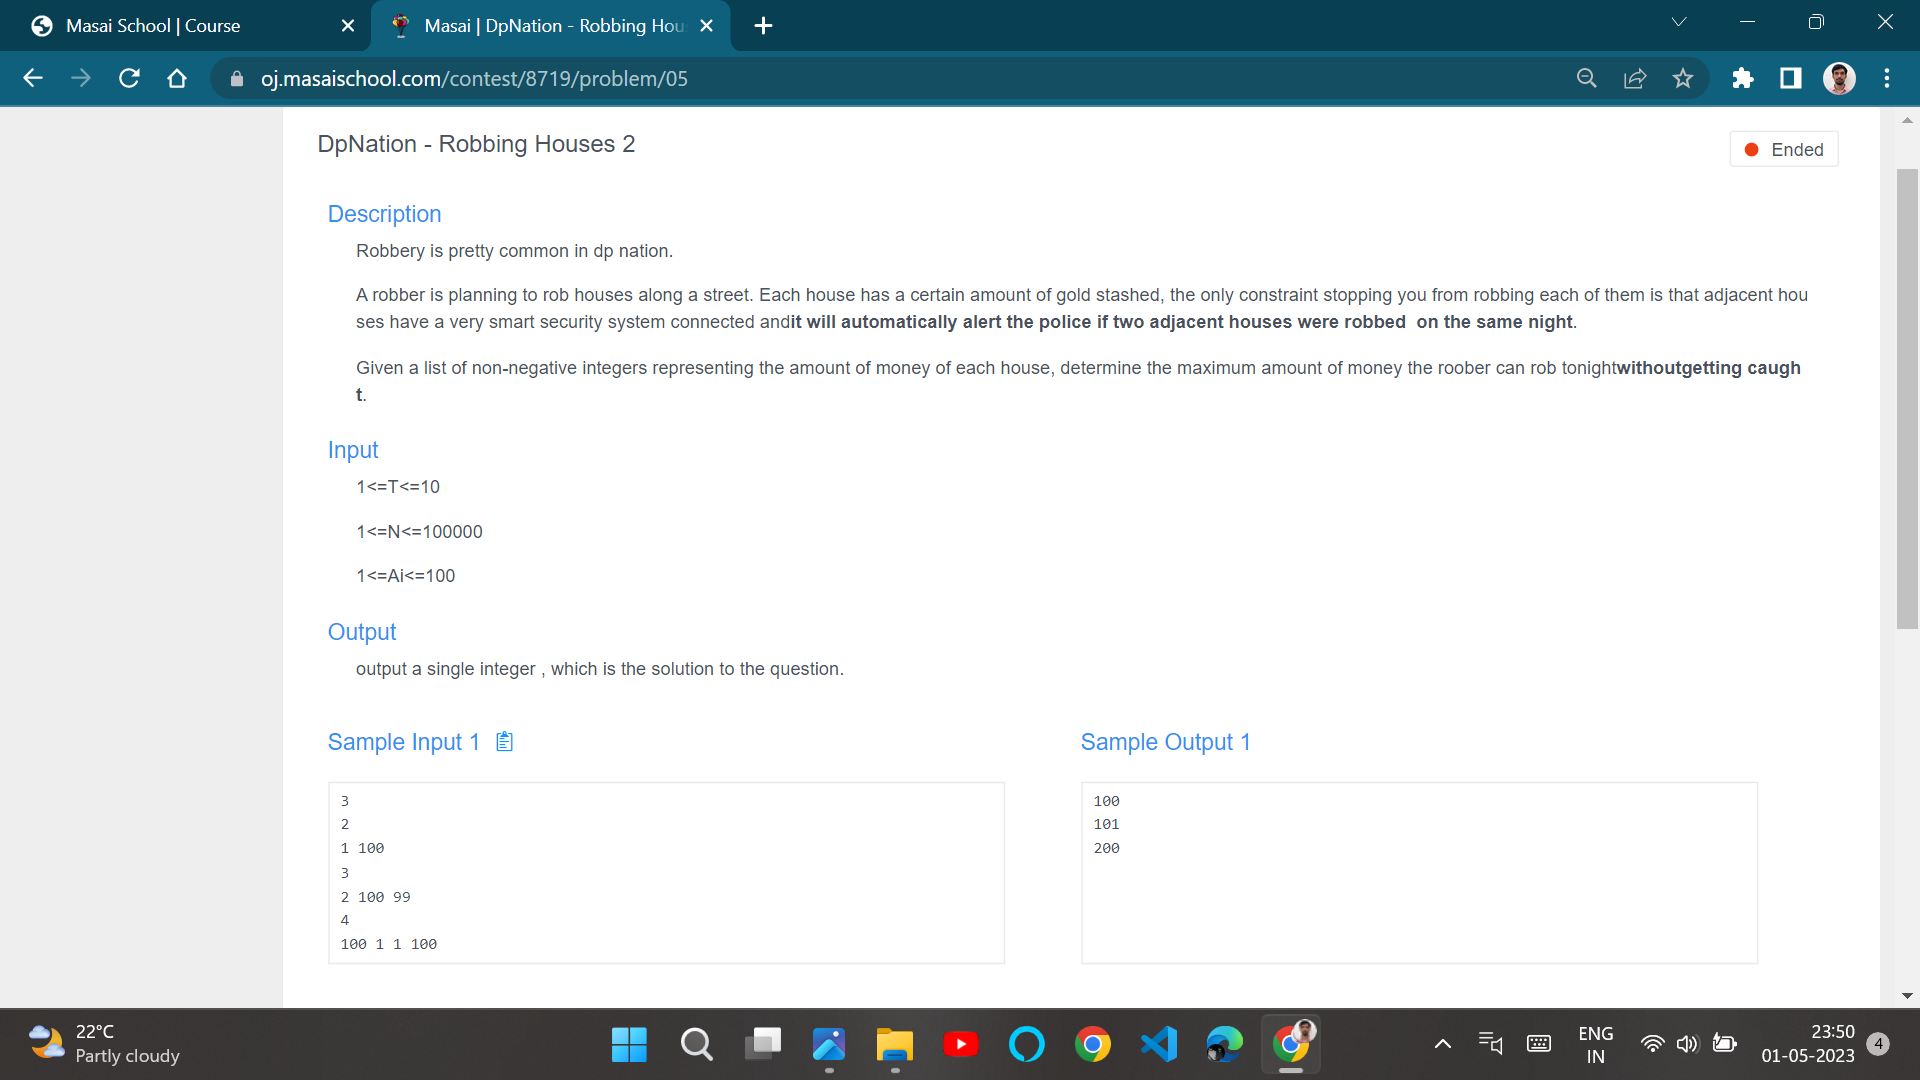 Masai School | Course
Masai | DpNation - Robbing Hou
oj.masaischool.com/contest/8719/problem/05
DpNation - Robbing Houses 2
Ended
Description
Robbery is pretty common in dp nation.
A robber is planning to rob houses along a street. Each house has a certain amount of gold stashed, the only constraint stopping you from robbing each of them is that adjacent hou
ses have a very smart security system connected andit will automatically alert the police if two adjacent houses were robbed  on the same night.
Given a list of non-negative integers representing the amount of money of each house, determine the maximum amount of money the roober can rob tonightwithoutgetting caugh
t.
Input
1<=T<=10
1<=N<=100000
1<=Ai<=100
Output
output a single integer , which is the solution to the question.
Sample Input 1
3
2
1 100
3
2 100 99
4
100 1 1 100
Sample Output 1
100
101
200
22°C
Partly cloudy
ENG
IN
23:50
01-05-2023
4